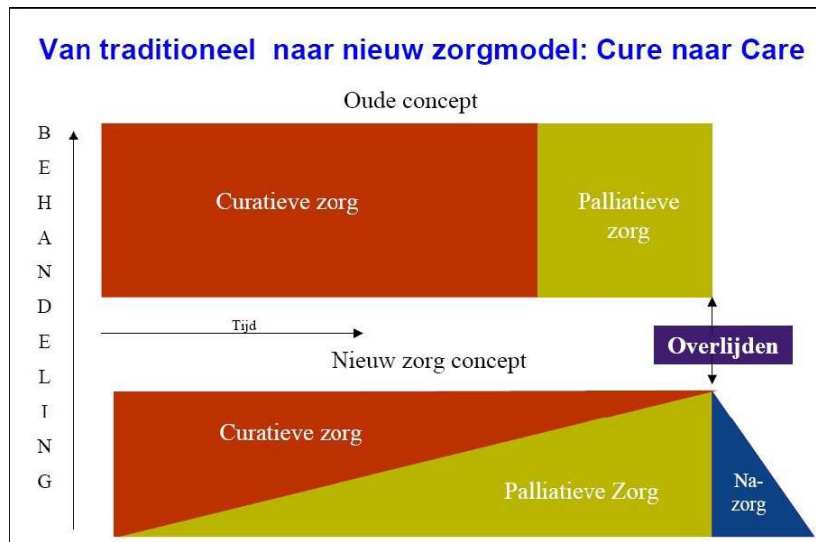 Van traditioneel naar nieuw zorgmodel: Cure naar Care
Oude concept
B
E
H
A
N
D
E
L
I
N
G
Curatieve zorg
Palliatieve
zorg
Tijd
Overlijden
Nieuw zorg concept
Curatieve zorg
Palliatieve Zorg
Na-
zorg